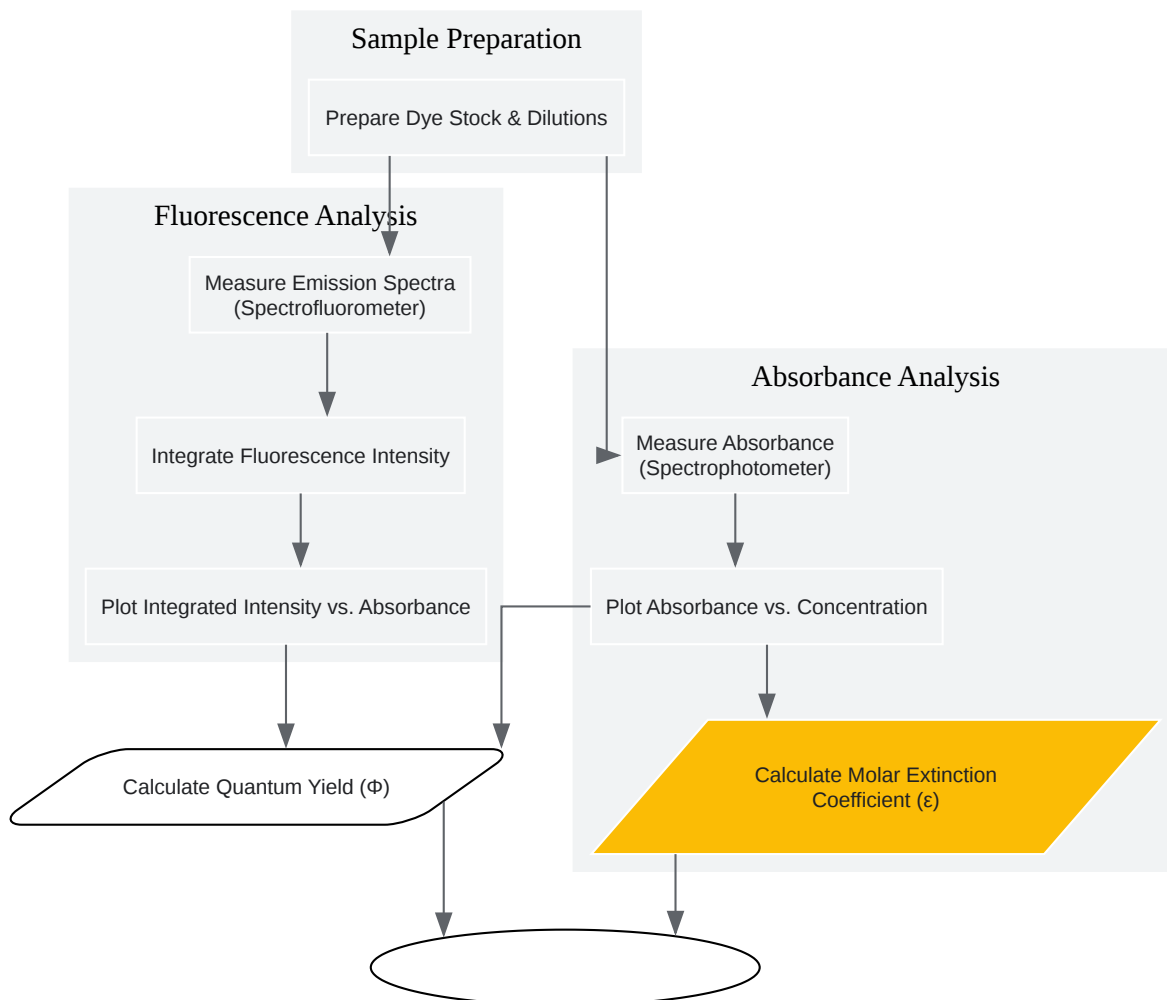 Sample Preparation
Prepare Dye Stock & Dilutions
Fluorescence Analysis
Measure Emission Spectra
(Spectrofluorometer)
Integrate Fluorescence Intensity
Plot Integrated Intensity vs. Absorbance
Absorbance Analysis
Measure Absorbance
(Spectrophotometer)
Plot Absorbance vs. Concentration
Calculate Quantum Yield (Φ)
Calculate Molar Extinction
Coefficient (ε)